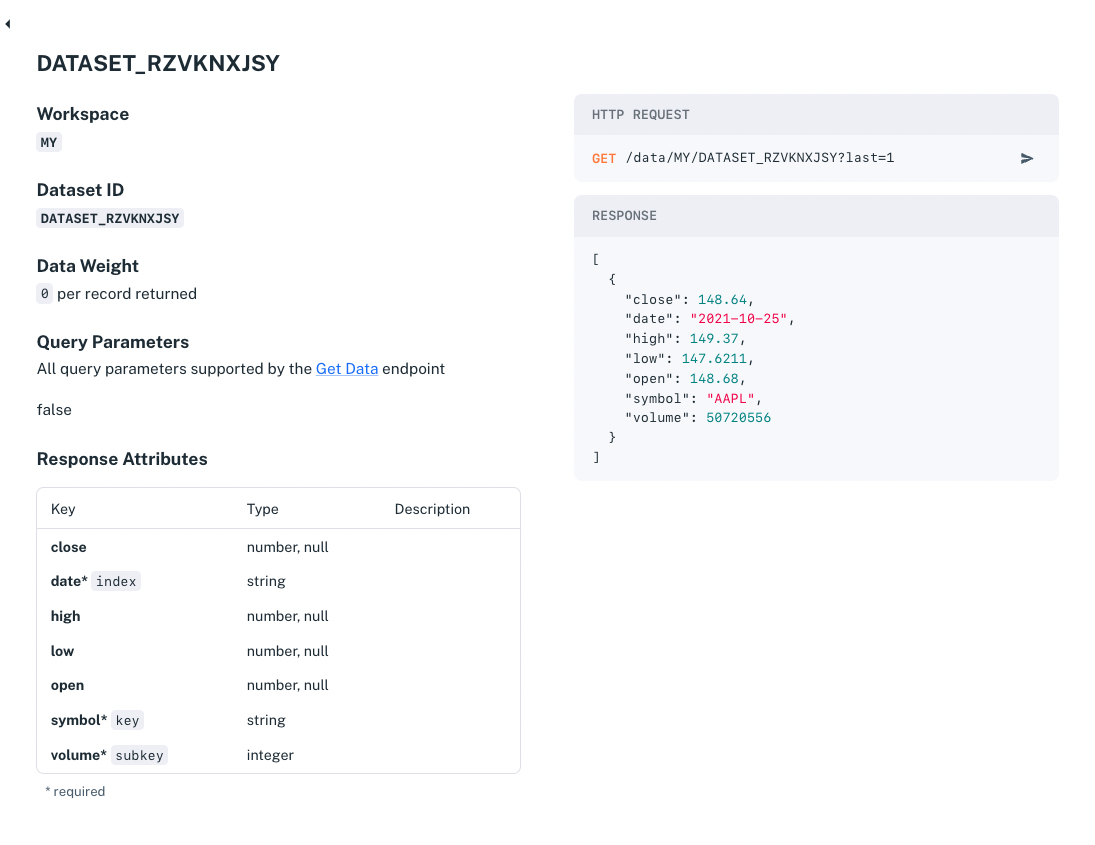 DATASET_RZVKNXJSY
Workspace
MY
Dataset ID
DATASET_RZVKNXJSY
Data Weight
0 per record returned
Query Parameters
All query parameters supported by the Get Data endpoint
false
Response Attributes
Key Type Description
close number, null
date* index string
high number, null
low number, null
open number, null
symbol* key string
volume* subkey integer
* required
HTTP REQUEST
GET /data/MY/DATASET_RZVKNXJSY?last=1
RESPONSE
[
  {
    "close": 148.64,
    "date": "2021-10-25",
    "high": 149.37,
    "low": 147.6211,
    "open": 148.68,
    "symbol": "AAPL",
    "volume": 50720556
  }
]